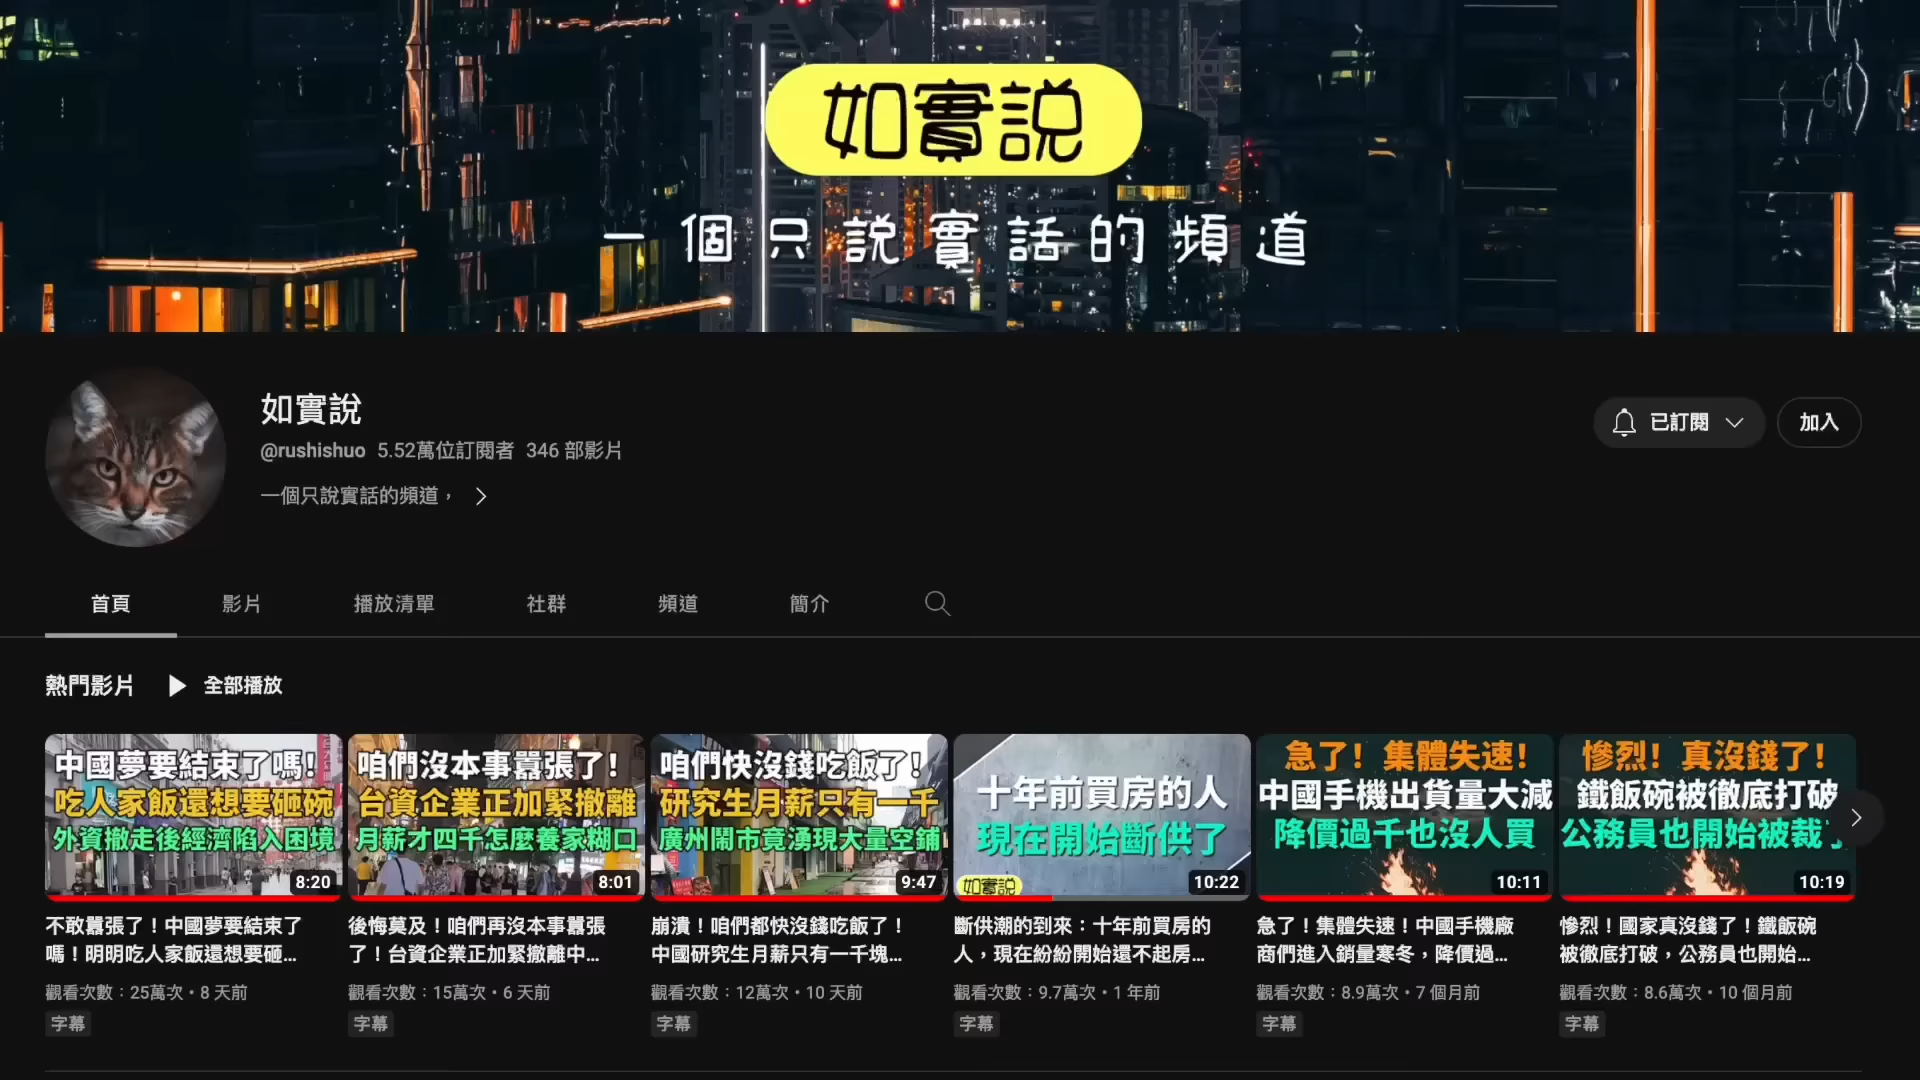 如實説
一個只説實話的頻道
如實說
@rushishuo 5.52萬位訂閱者 346 部影片
一個只說實話的頻道，
已訂閱
加入
首頁 影片 播放清單 社群 頻道 簡介
熱門影片 全部播放
中國夢要結束了嗎！
吃人家飯還想要砸碗
外資撤走後經濟陷入困境
8:20
不敢囂張了！中國夢要結束了
嗎！明明吃人家飯還想要砸...
觀看次數：25萬次・8 天前
字幕
咱們沒本事囂張了！
台資企業正加緊撤離
月薪才四千怎麼養家糊口
8:01
後悔莫及！咱們再沒本事囂張
了！台資企業正加緊撤離中...
觀看次數：15萬次・6 天前
字幕
咱們快沒錢吃飯了！
研究生月薪只有一千
廣州鬧市竟湧現大量空鋪
9:47
崩潰！咱們都快沒錢吃飯了！
中國研究生月薪只有一千塊...
觀看次數：12萬次・10 天前
字幕
十年前買房的人
現在開始斷供了
如實説
10:22
斷供潮的到來：十年前買房的
人，現在紛紛開始還不起房...
觀看次數：9.7萬次・1 年前
字幕
急了！集體失速！
中國手機出貨量大減
降價過千也沒人買
10:11
急了！集體失速！中國手機廠
商們進入銷量寒冬，降價過...
觀看次數：8.9萬次・7 個月前
字幕
慘烈！真沒錢了！
鐵飯碗被徹底打破
公務員也開始被裁
10:19
慘烈！國家真沒錢了！鐵飯碗
被徹底打破，公務員也開始...
觀看次數：8.6萬次・10 個月前
字幕